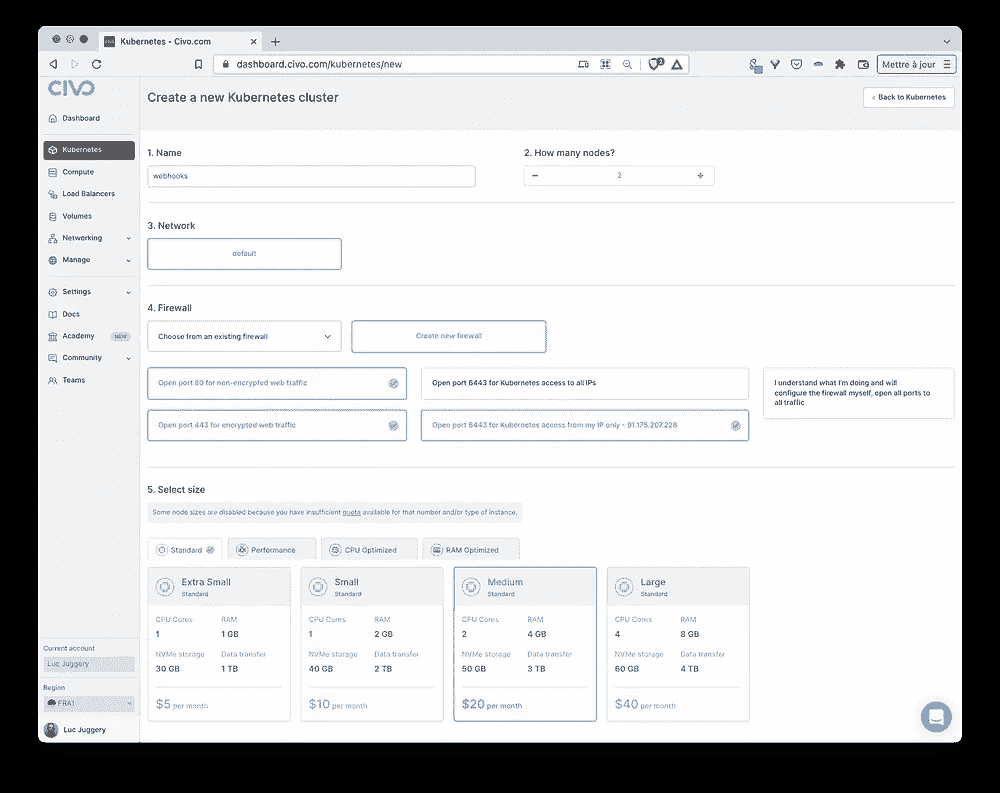 Kubernetes - Civo.com
dashboard.civo.com/kubernetes/new
2
Mettre à jour
CIVO
Create a new Kubernetes cluster
Back to Kubernetes
Dashboard
Kubernetes
Compute
Load Balancers
Volumes
Networking
Manage
Settings
Docs
Academy NEW
Community
Teams
Current account
Luc Juggery
Region
FRA1
Luc Juggery
1. Name
webhooks
2. How many nodes?
2
3. Network
default
4. Firewall
Choose from an existing firewall
Create new firewall
Open port 80 for non-encrypted web traffic
Open port 6443 for Kubernetes access to all IPs
I understand what I'm doing and will
configure the firewall myself, open all ports to
all traffic
Open port 443 for encrypted web traffic
Open port 6443 for Kubernetes access from my IP only - 91.175.207.228
5. Select size
Some node sizes are disabled because you have insufficient quota available for that number and/or type of instance.
Standard
Performance
CPU Optimized
RAM Optimized
Extra Small
Standard
CPU Cores RAM
1 1 GB
NVMe storage Data transfer
30 GB 1 TB
$5 per month
Small
Standard
CPU Cores RAM
1 2 GB
NVMe storage Data transfer
40 GB 2 TB
$10 per month
Medium
Standard
CPU Cores RAM
2 4 GB
NVMe storage Data transfer
50 GB 3 TB
$20 per month
Large
Standard
CPU Cores RAM
4 8 GB
NVMe storage Data transfer
60 GB 4 TB
$40 per month